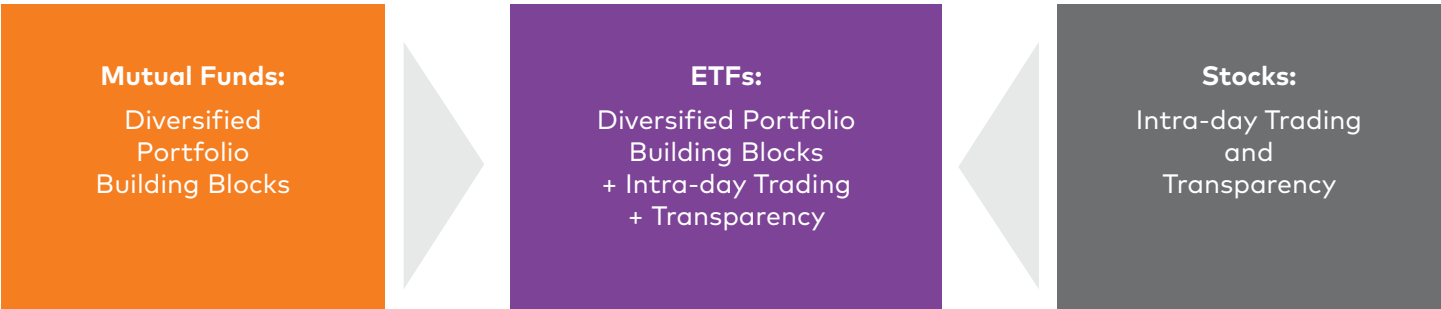 Mutual Funds:
Diversified
Portfolio
Building Blocks
ETFs:
Diversified Portfolio
Building Blocks
+ Intra-day Trading
+ Transparency
Stocks:
Intra-day Trading
and
Transparency